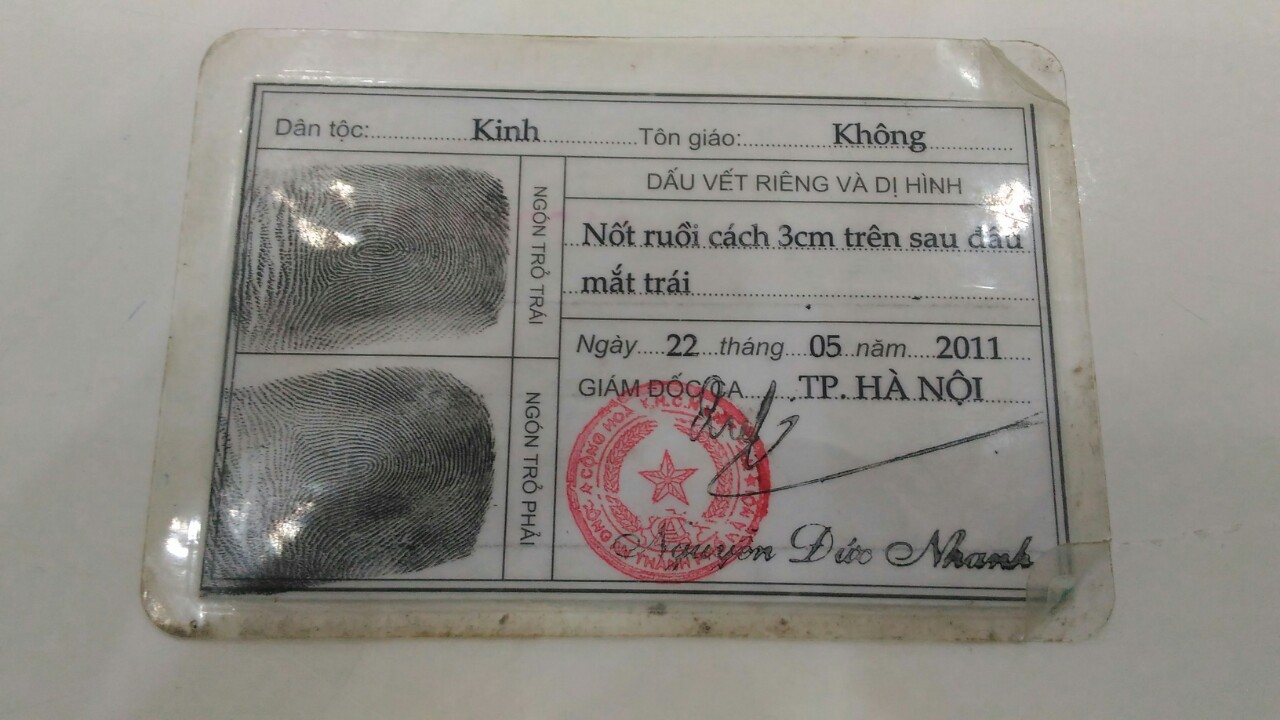 Dân tộc: Kinh Tôn giáo: Không
NGÓN TRỎ TRÁI
DẤU VẾT RIÊNG VÀ DỊ HÌNH
Nốt ruồi cách 3cm trên sau đầu
mắt trái
NGÓN TRỎ PHẢI
Ngày 22 tháng 05 năm 2011
GIÁM ĐỐC CA TP. HÀ NỘI
Nguyễn Đức Nhanh